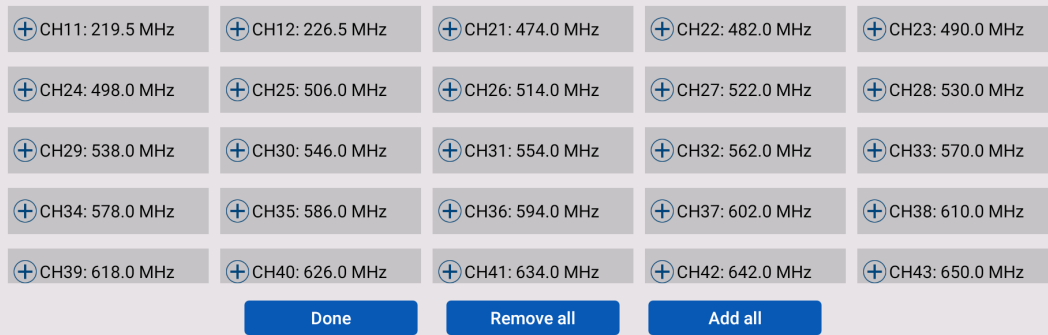 CH11: 219.5 MHz
CH12: 226.5 MHz
CH21: 474.0 MHz
CH22: 482.0 MHz
CH23: 490.0 MHz
CH24: 498.0 MHz
CH25: 506.0 MHz
CH26: 514.0 MHz
CH27: 522.0 MHz
CH28: 530.0 MHz
CH29: 538.0 MHz
CH30: 546.0 MHz
CH31: 554.0 MHz
CH32: 562.0 MHz
CH33: 570.0 MHz
CH34: 578.0 MHz
CH35: 586.0 MHz
CH36: 594.0 MHz
CH37: 602.0 MHz
CH38: 610.0 MHz
CH39: 618.0 MHz
CH40: 626.0 MHz
CH41: 634.0 MHz
CH42: 642.0 MHz
CH43: 650.0 MHz
Done
Remove all
Add all